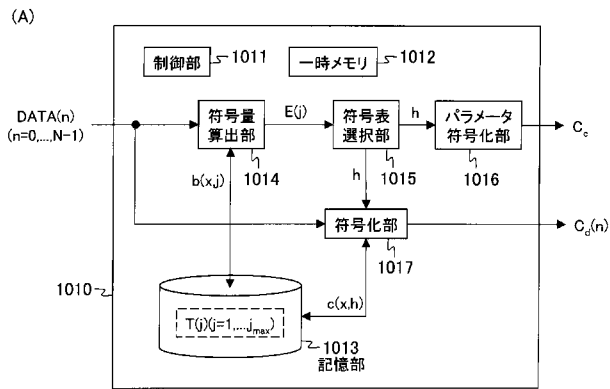 (A)
制御部 1011
一時メモリ 1012
DATA(n)
(n=0,...,N-1)
符号量
算出部
1014
E(j)
符号表
選択部
1015
h
パラメータ
符号化部
1016
Cc
b(x,j)
h
符号化部
1017
Cd(n)
1010
c(x,h)
T(j)(j=1,...jmax)
1013
記憶部